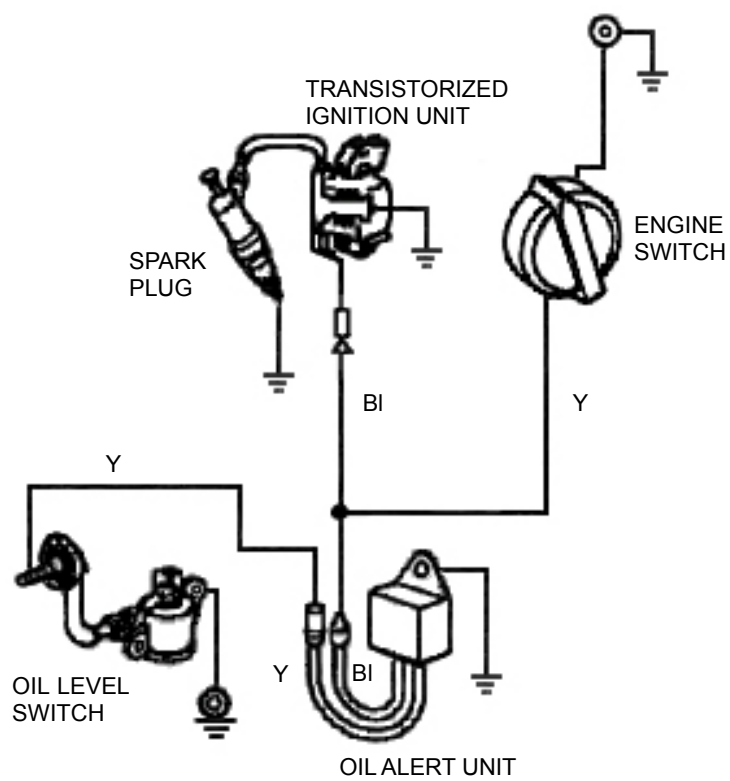 TRANSISTORIZED
IGNITION UNIT
ENGINE
SWITCH
SPARK
PLUG
Bl
Y
Y
Y
Bl
OIL LEVEL
SWITCH
OIL ALERT UNIT